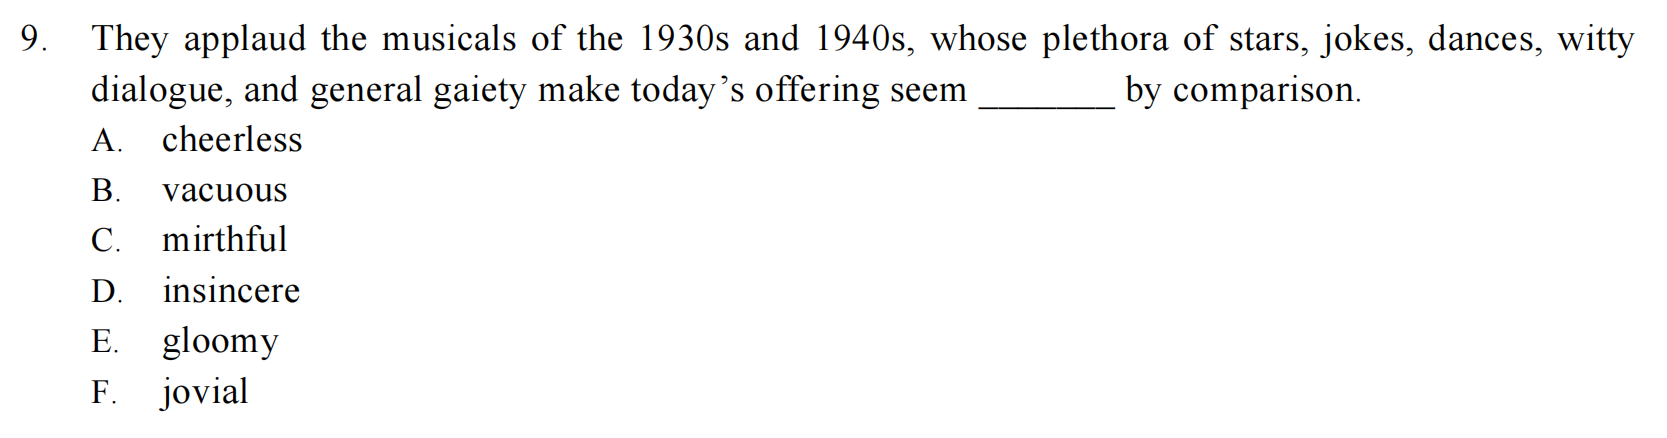 9. They applaud the musicals of the 1930s and 1940s, whose plethora of stars, jokes, dances, witty
dialogue, and general gaiety make today’s offering seem _______ by comparison.
A. cheerless
B. vacuous
C. mirthful
D. insincere
E. gloomy
F. jovial